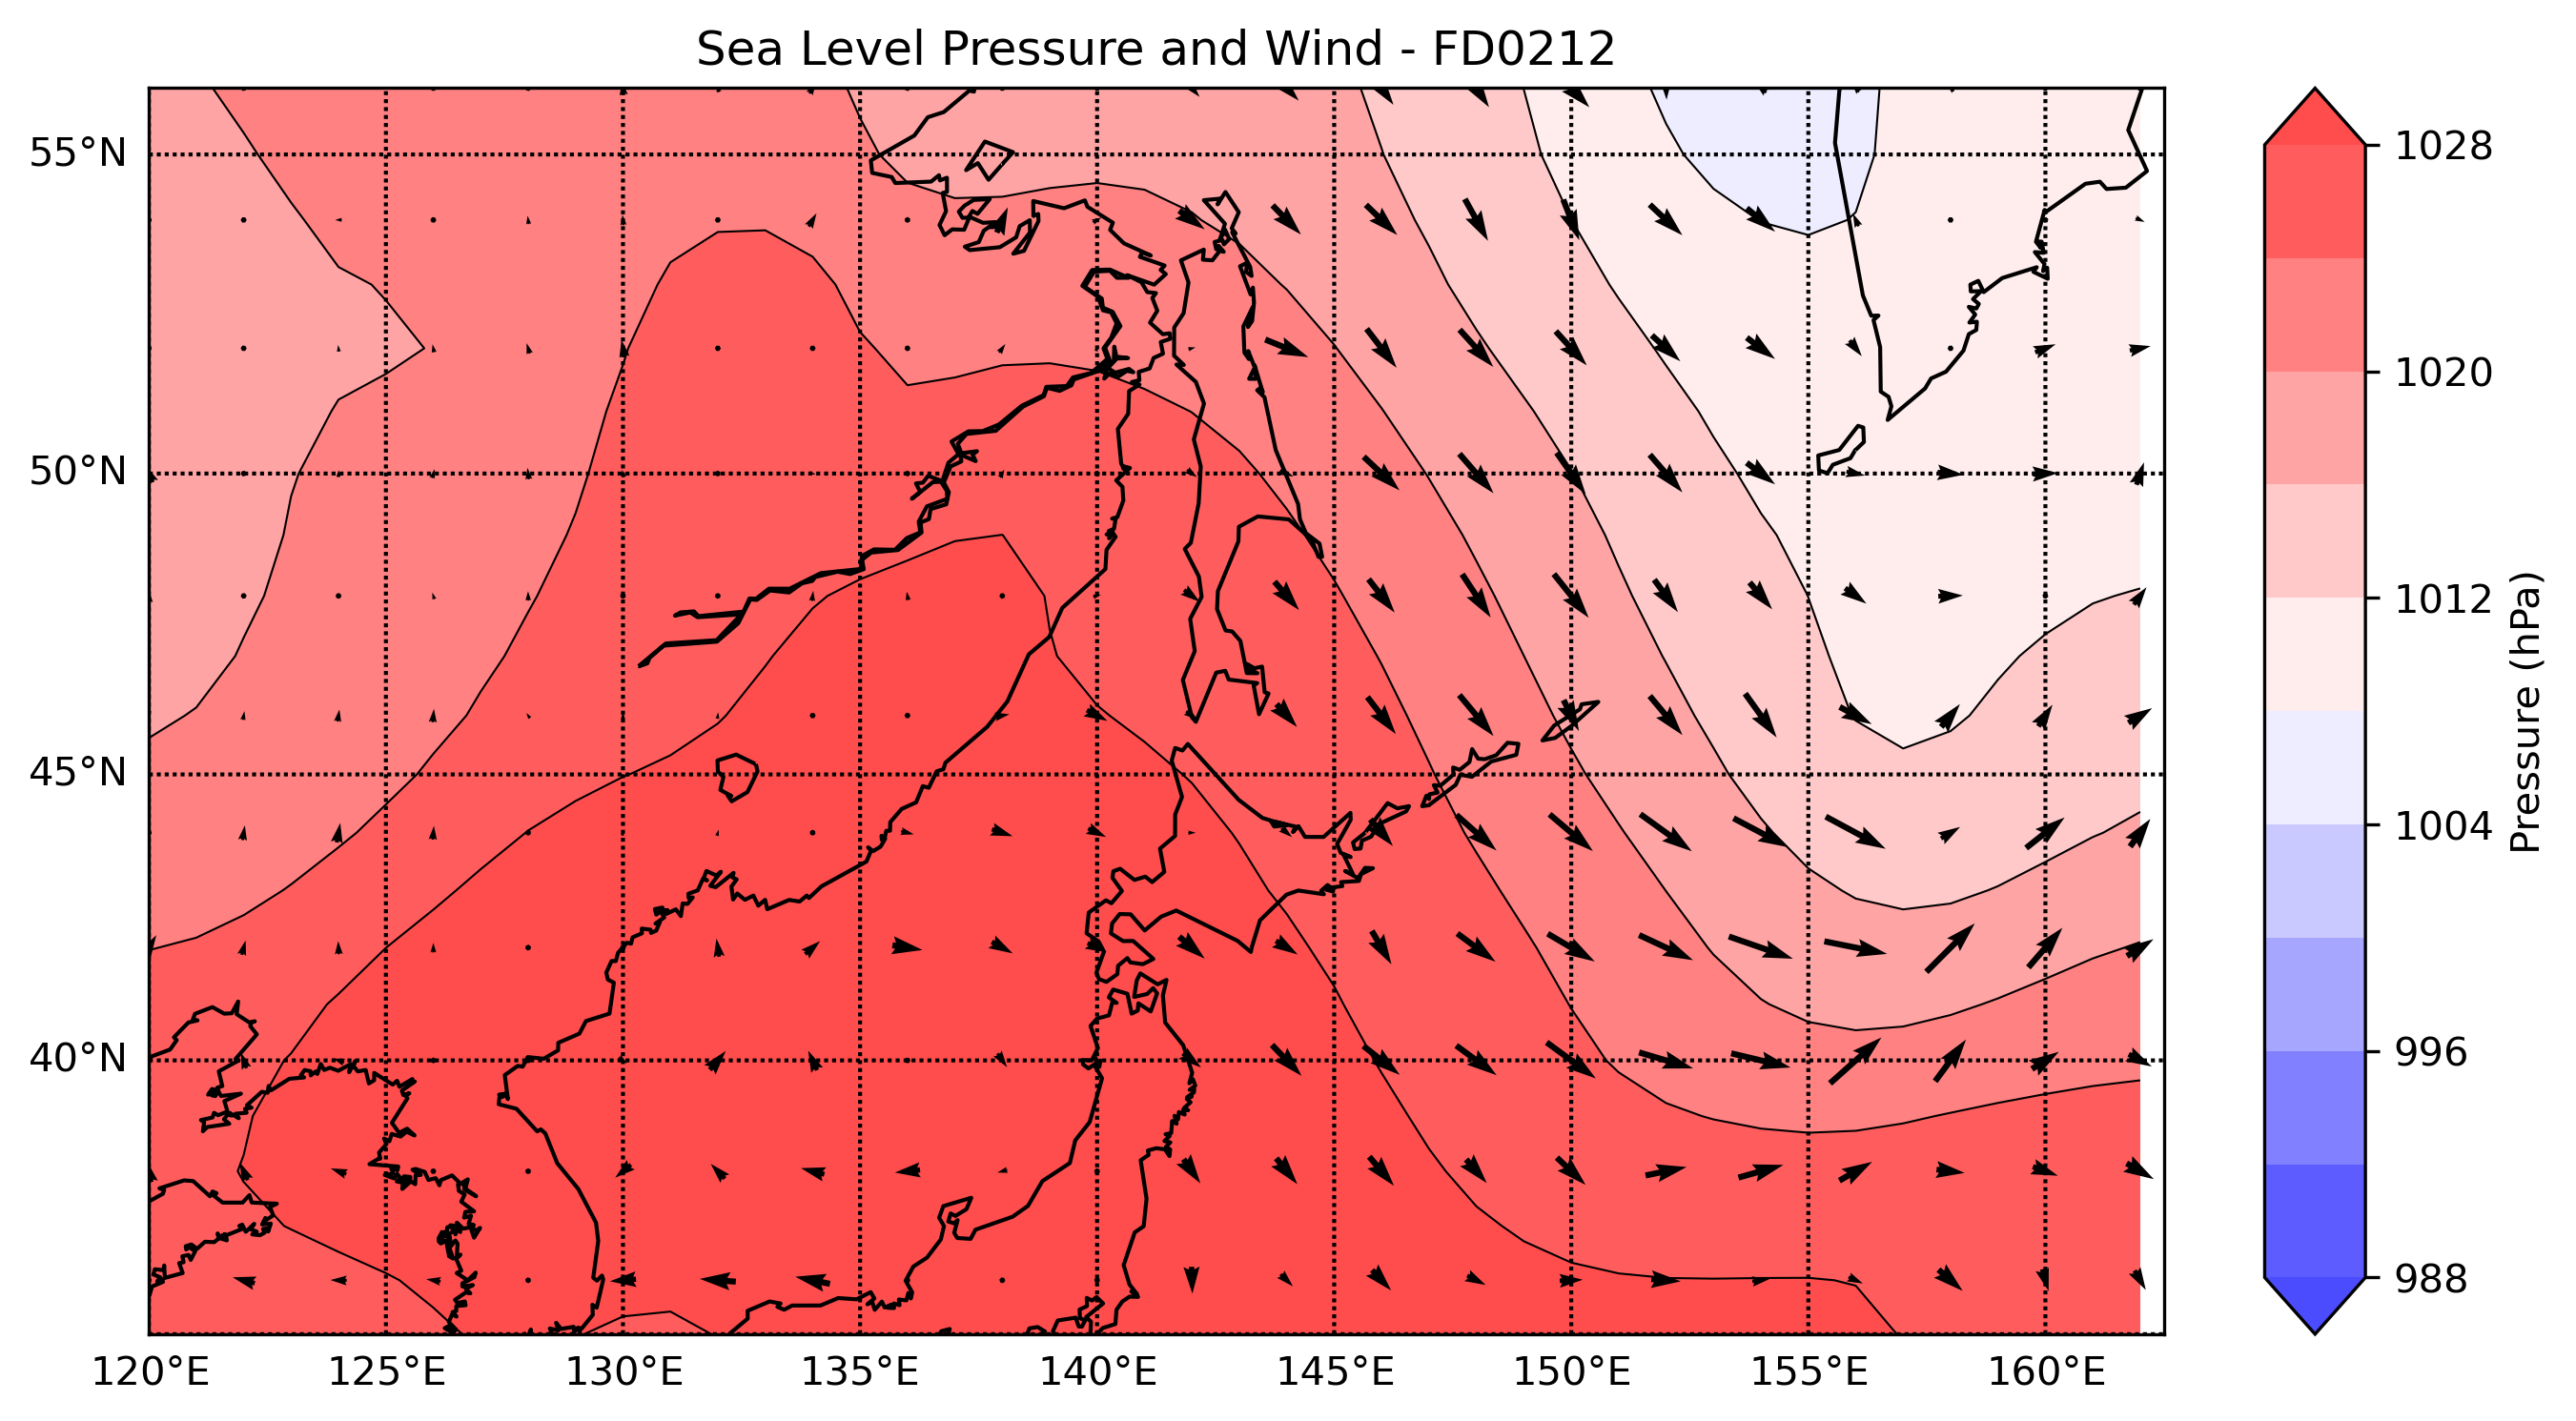 Sea Level Pressure and Wind - FD0212
55°N
50°N
45°N
40°N
120°E
125°E
130°E
135°E
140°E
145°E
150°E
155°E
160°E
1028
1020
1012
1004
996
988
Pressure (hPa)